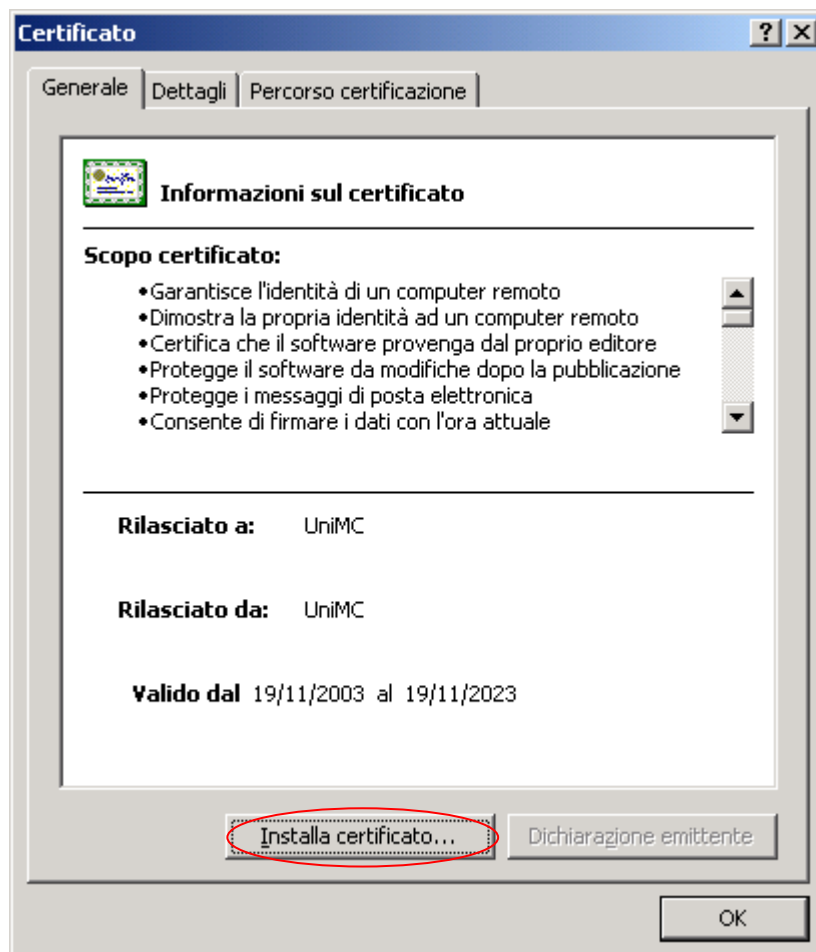 Certificato
Generale Dettagli Percorso certificazione
Informazioni sul certificato
Scopo certificato:
•Garantisce l'identità di un computer remoto
•Dimostra la propria identità ad un computer remoto
•Certifica che il software provenga dal proprio editore
•Protegge il software da modifiche dopo la pubblicazione
•Protegge i messaggi di posta elettronica
•Consente di firmare i dati con l'ora attuale
Rilasciato a: UniMC
Rilasciato da: UniMC
Valido dal 19/11/2003 al 19/11/2023
Installa certificato... Dichiarazione emittente
OK